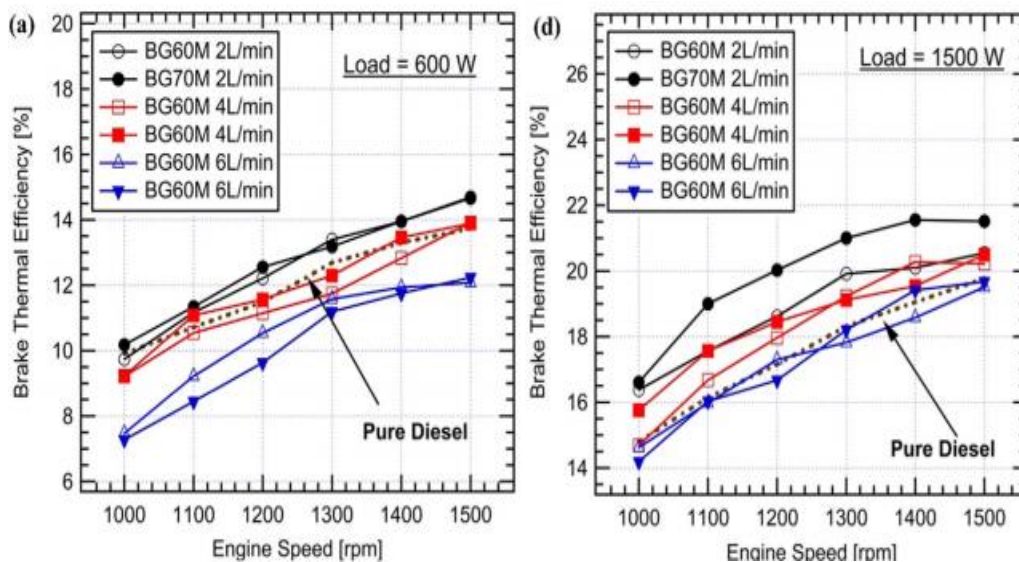 (a)
Brake Thermal Efficiency [%]
20
18
16
14
12
10
8
6
BG60M 2L/min
BG70M 2L/min
BG60M 4L/min
BG60M 4L/min
BG60M 6L/min
BG60M 6L/min
Load = 600 W
Pure Diesel
1000 1100 1200 1300 1400 1500
Engine Speed [rpm]
(d)
Brake Thermal Efficiency [%]
26
24
22
20
18
16
14
BG60M 2L/min
BG70M 2L/min
BG60M 4L/min
BG60M 4L/min
BG60M 6L/min
BG60M 6L/min
Load = 1500 W
Pure Diesel
1000 1100 1200 1300 1400 1500
Engine Speed [rpm]